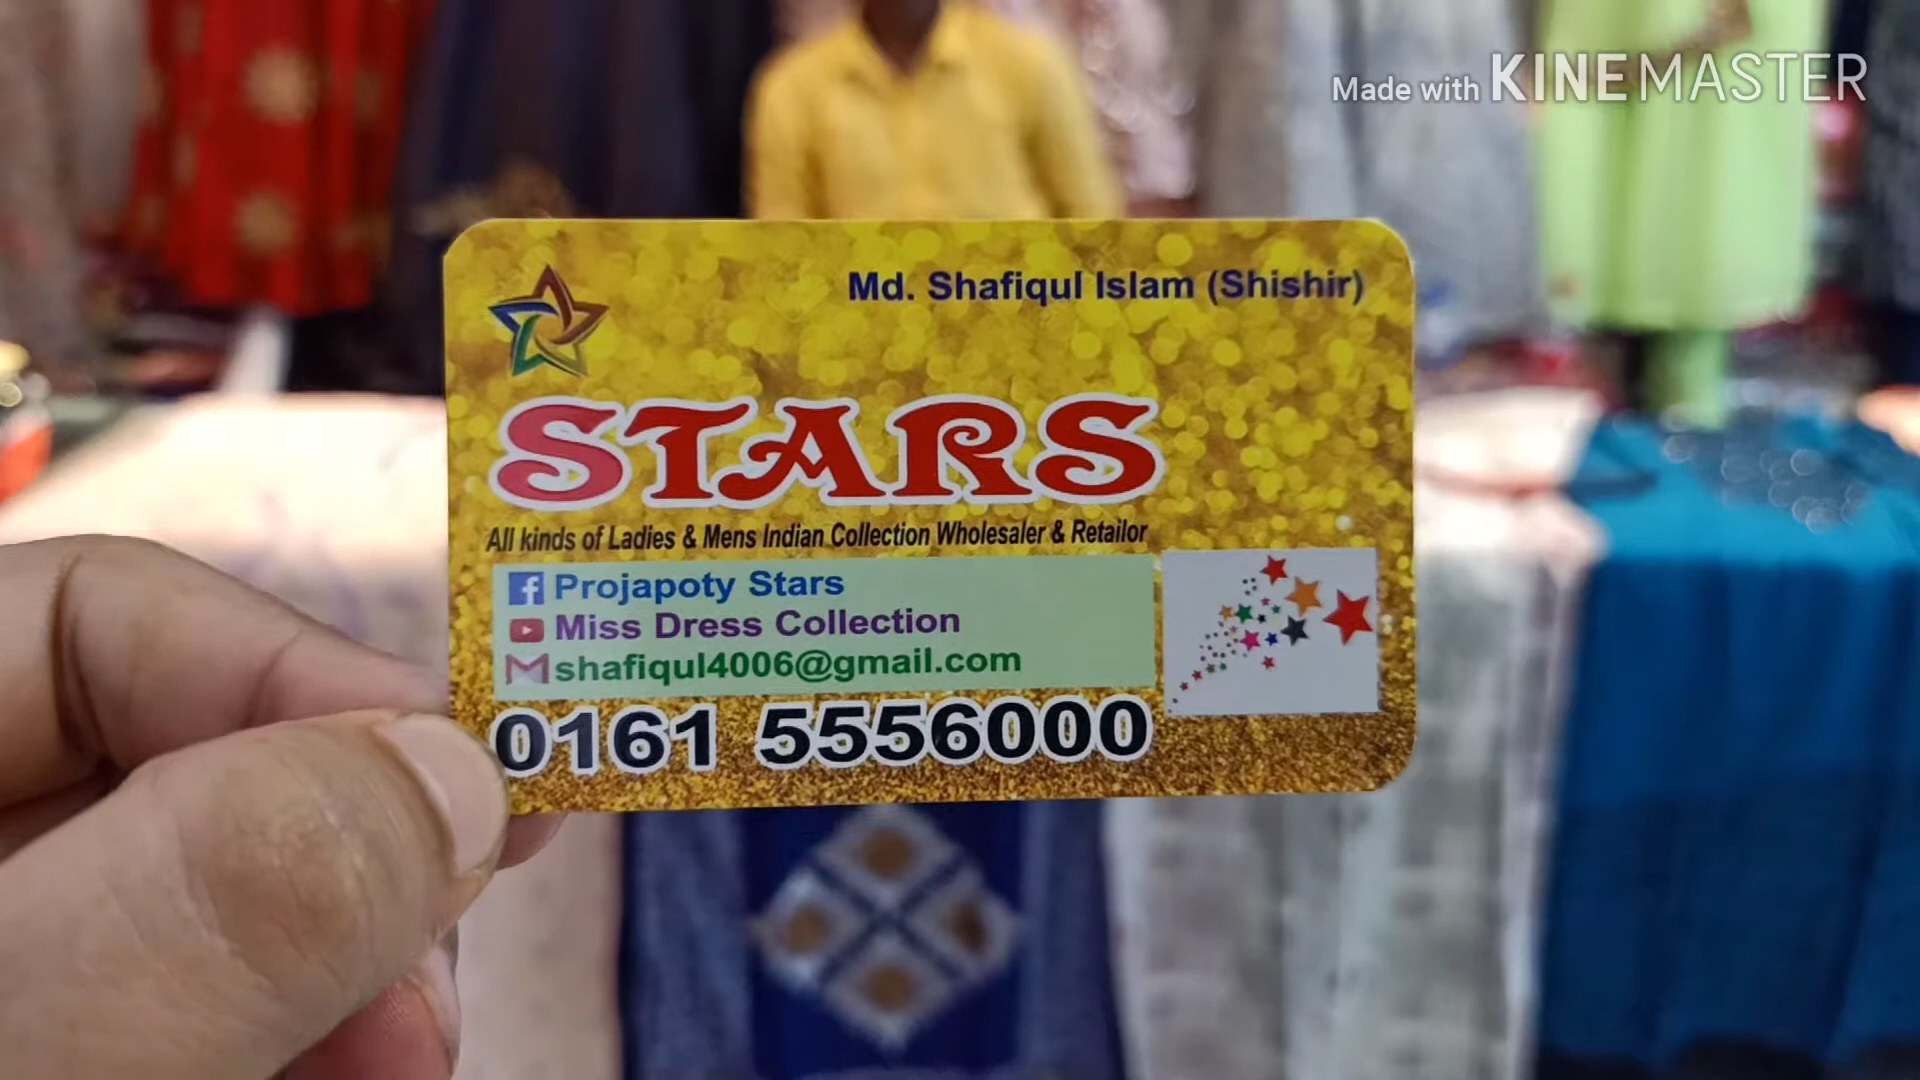 Made with KINEMASTER
Md. Shafiqul Islam (Shishir)
STARS
All kinds of Ladies & Mens Indian Collection Wholesaler & Retailor
Projapoty Stars
Miss Dress Collection
shafiqul4006@gmail.com
0161 5556000